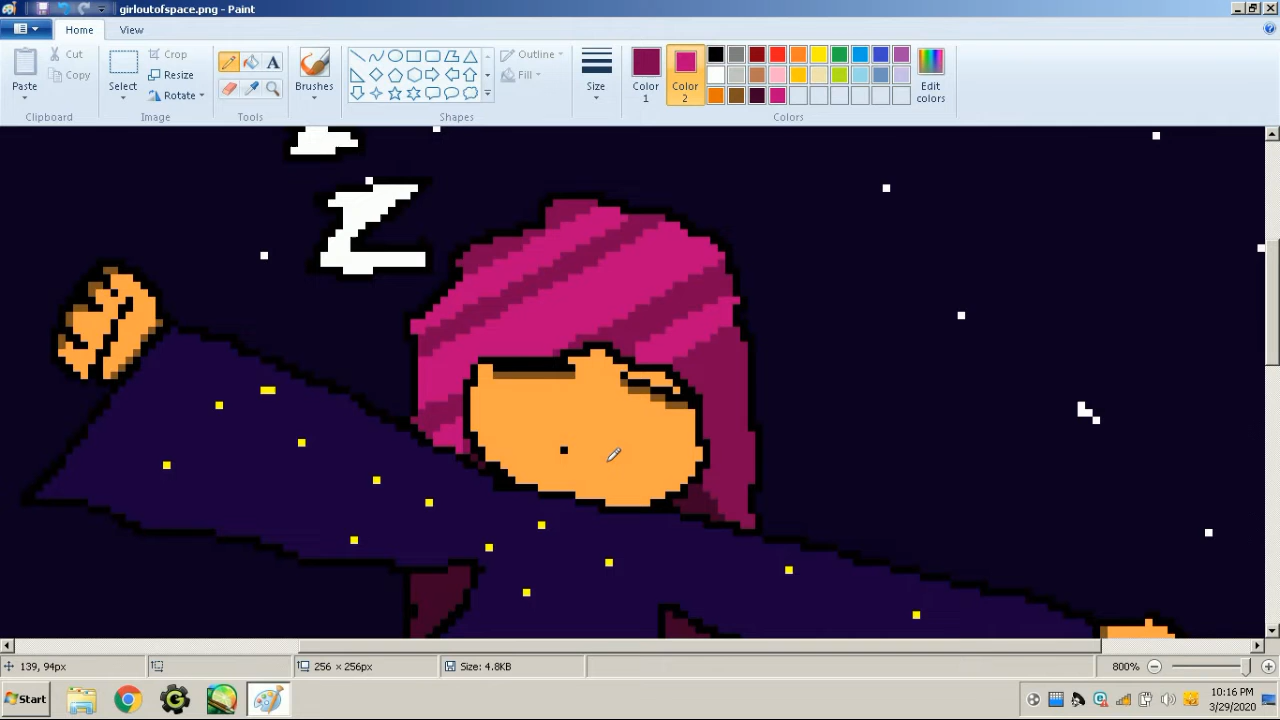 girloutofspace.png - Paint
Home View
Paste
Cut
Copy
Clipboard
Select
Crop
Resize
Rotate
Image
A
Tools
Brushes
Shapes
Outline
Fill
Size
Color 1
Color 2
Edit colors
Colors
Z
139, 94px
256 × 256px
Size: 4.8KB
800%
Start
10:16 PM
3/29/2020